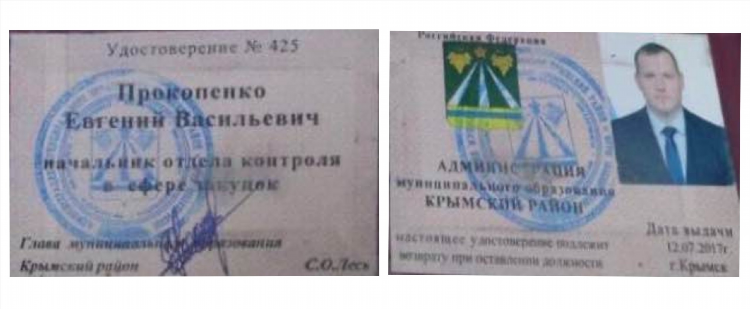 Удостоверение № 425
Прокопенко
Евгений Васильевич
начальник отдела контроля
в сфере закупок
Глава муниципального образования
Крымский район С.О.Лесь
Российская Федерация
АДМИНИСТРАЦИЯ
муниципального образования
КРЫМСКИЙ РАЙОН
Дата выдачи
12.07.2017г.
г.Крымск
настоящее удостоверение подлежит
возврату при оставлении должности